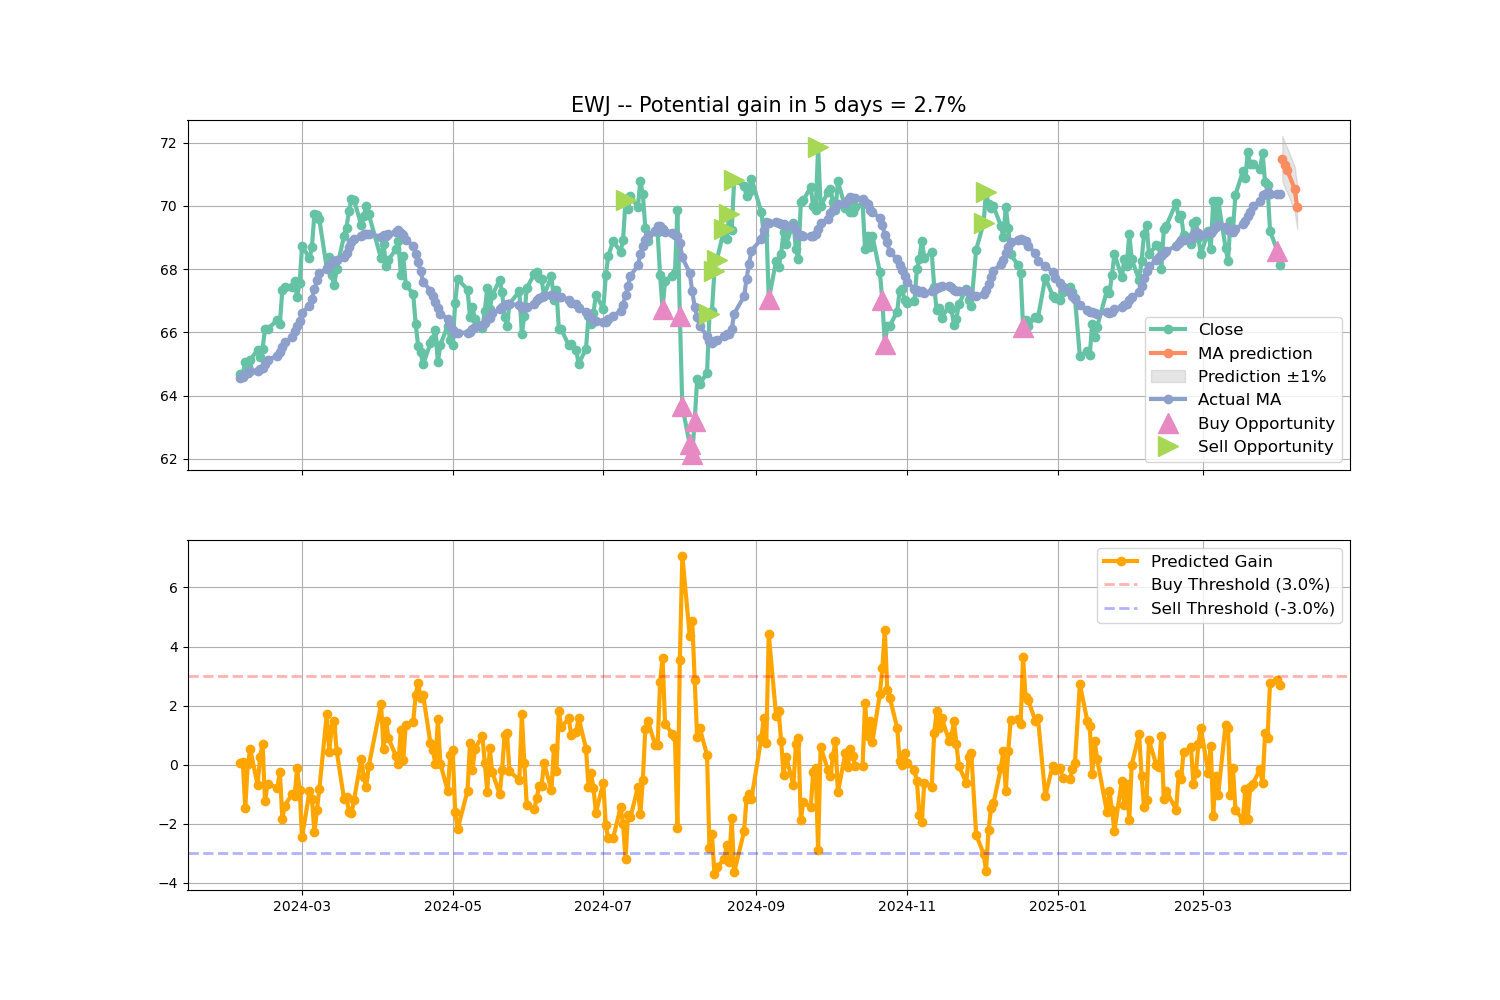 EWJ -- Potential gain in 5 days = 2.7%
72
70
68
66
64
62
Close
MA prediction
Prediction ±1%
Actual MA
Buy Opportunity
Sell Opportunity
6
4
2
0
−2
−4
Predicted Gain
Buy Threshold (3.0%)
Sell Threshold (-3.0%)
2024-03
2024-05
2024-07
2024-09
2024-11
2025-01
2025-03